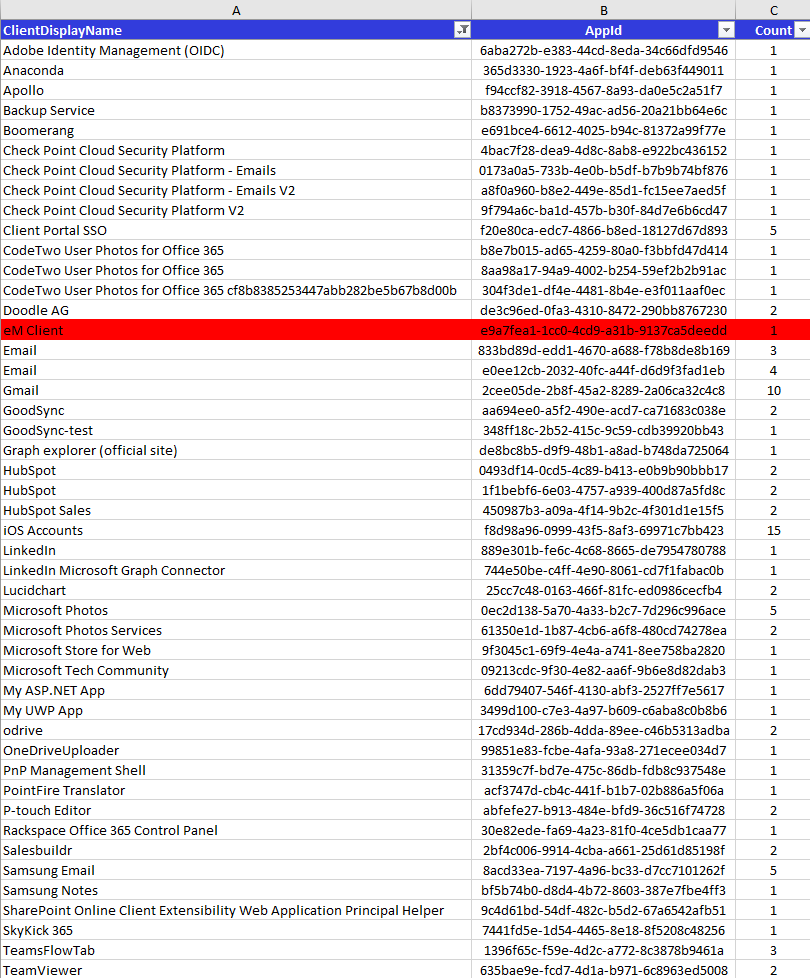 A B C
ClientDisplayName AppId Count
Adobe Identity Management (OIDC) 6aba272b-e383-44cd-8eda-34c66dfd9546 1
Anaconda 365d3330-1923-4a6f-bf4f-deb63f449011 1
Apollo f94ccf82-3918-4567-8a93-da0e5c2a51f7 1
Backup Service b8373990-1752-49ac-ad56-20a21bb64e6c 1
Boomerang e691bce4-6612-4025-b94c-81372a99f77e 1
Check Point Cloud Security Platform 4bac7f28-dea9-4d8c-8ab8-e922bc436152 1
Check Point Cloud Security Platform - Emails 0173a0a5-733b-4e0b-b5df-b7b9b74bf876 1
Check Point Cloud Security Platform - Emails V2 a8f0a960-b8e2-449e-85d1-fc15ee7aed5f 1
Check Point Cloud Security Platform V2 9f794a6c-ba1d-457b-b30f-84d7e6b6cd47 1
Client Portal SSO f20e80ca-edc7-4866-b8ed-18127d67d893 5
CodeTwo User Photos for Office 365 b8e7b015-ad65-4259-80a0-f3bbfd47d414 1
CodeTwo User Photos for Office 365 8aa98a17-94a9-4002-b254-59ef2b2b91ac 1
CodeTwo User Photos for Office 365 cf8b8385253447abb282be5b67b8d00b 304f3de1-df4e-4481-8b4e-e3f011aaf0ec 1
Doodle AG de3c96ed-0fa3-4310-8472-290bb8767230 2
eM Client e9a7fea1-1cc0-4cd9-a31b-9137ca5deedd 1
Email 833bd89d-edd1-4670-a688-f78b8de8b169 3
Email e0ee12cb-2032-40fc-a44f-d6d9f3fad1eb 4
Gmail 2cee05de-2b8f-45a2-8289-2a06ca32c4c8 10
GoodSync aa694ee0-a5f2-490e-acd7-ca71683c038e 2
GoodSync-test 348ff18c-2b52-415c-9c59-cdb39920bb43 1
Graph explorer (official site) de8bc8b5-d9f9-48b1-a8ad-b748da725064 1
HubSpot 0493df14-0cd5-4c89-b413-e0b9b90bbb17 2
HubSpot 1f1bebf6-6e03-4757-a939-400d87a5fd8c 2
HubSpot Sales 450987b3-a09a-4f14-9b2c-4f301d1e15f5 2
iOS Accounts f8d98a96-0999-43f5-8af3-69971c7bb423 15
LinkedIn 889e301b-fe6c-4c68-8665-de7954780788 1
LinkedIn Microsoft Graph Connector 744e50be-c4ff-4e90-8061-cd7f1fabac0b 1
Lucidchart 25cc7c48-0163-466f-81fc-ed0986cecfb4 2
Microsoft Photos 0ec2d138-5a70-4a33-b2c7-7d296c996ace 5
Microsoft Photos Services 61350e1d-1b87-4cb6-a6f8-480cd74278ea 2
Microsoft Store for Web 9f3045c1-69f9-4e4a-a741-8ee758ba2820 1
Microsoft Tech Community 09213cdc-9f30-4e82-aa6f-9b6e8d82dab3 1
My ASP.NET App 6dd79407-546f-4130-abf3-2527ff7e5617 1
My UWP App 3499d100-c7e3-4a97-b609-c6aba8c0b8b6 1
odrive 17cd934d-286b-4dda-89ee-c46b5313adba 2
OneDriveUploader 99851e83-fcbe-4afa-93a8-271ecee034d7 1
PnP Management Shell 31359c7f-bd7e-475c-86db-fdb8c937548e 1
PointFire Translator acf3747d-cb4c-441f-b1b7-02b886a5f06a 1
P-touch Editor abfefe27-b913-484e-bfd9-36c516f74728 2
Rackspace Office 365 Control Panel 30e82ede-fa69-4a23-81f0-4ce5db1caa77 1
Salesbuildr 2bf4c006-9914-4cba-a661-25d61d85198f 2
Samsung Email 8acd33ea-7197-4a96-bc33-d7cc7101262f 5
Samsung Notes bf5b74b0-d8d4-4b72-8603-387e7fbe4ff3 1
SharePoint Online Client Extensibility Web Application Principal Helper 9c4d61bd-54df-482c-b5d2-67a6542afb51 1
SkyKick 365 7441fd5e-1d54-4465-8e18-8f5208c48256 1
TeamsFlowTab 1396f65c-f59e-4d2c-a772-8c3878b9461a 3
TeamViewer 635bae9e-fcd7-4d1a-b971-6c8963ed5008 2